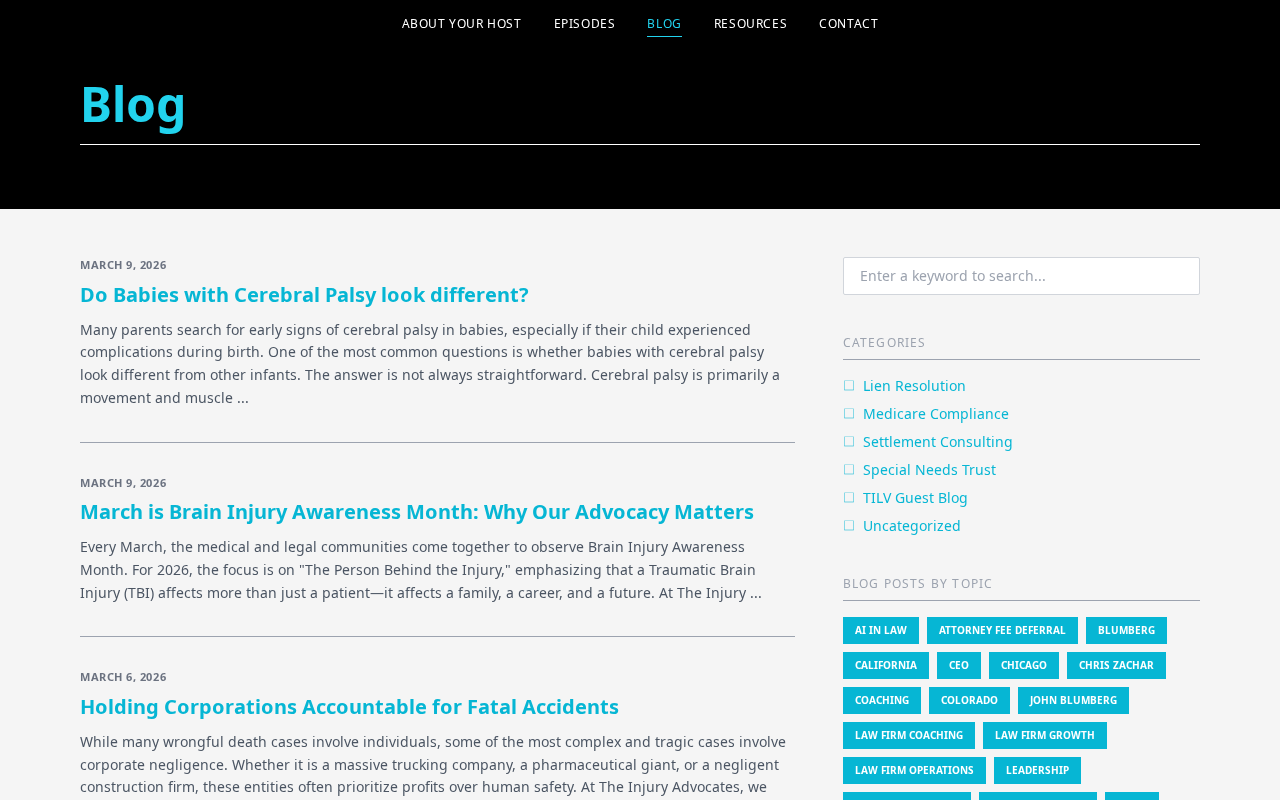 ABOUT YOUR HOST EPISODES BLOG RESOURCES CONTACT
Blog
MARCH 9, 2026
Do Babies with Cerebral Palsy look different?
Many parents search for early signs of cerebral palsy in babies, especially if their child experienced
complications during birth. One of the most common questions is whether babies with cerebral palsy
look different from other infants. The answer is not always straightforward. Cerebral palsy is primarily a
movement and muscle ...
MARCH 9, 2026
March is Brain Injury Awareness Month: Why Our Advocacy Matters
Every March, the medical and legal communities come together to observe Brain Injury Awareness
Month. For 2026, the focus is on "The Person Behind the Injury," emphasizing that a Traumatic Brain
Injury (TBI) affects more than just a patient—it affects a family, a career, and a future. At The Injury ...
MARCH 6, 2026
Holding Corporations Accountable for Fatal Accidents
While many wrongful death cases involve individuals, some of the most complex and tragic cases involve
corporate negligence. Whether it is a massive trucking company, a pharmaceutical giant, or a negligent
construction firm, these entities often prioritize profits over human safety. At The Injury Advocates, we
Enter a keyword to search...
CATEGORIES
Lien Resolution
Medicare Compliance
Settlement Consulting
Special Needs Trust
TILV Guest Blog
Uncategorized
BLOG POSTS BY TOPIC
AI IN LAW ATTORNEY FEE DEFERRAL BLUMBERG
CALIFORNIA CEO CHICAGO CHRIS ZACHAR
COACHING COLORADO JOHN BLUMBERG
LAW FIRM COACHING LAW FIRM GROWTH
LAW FIRM OPERATIONS LEADERSHIP